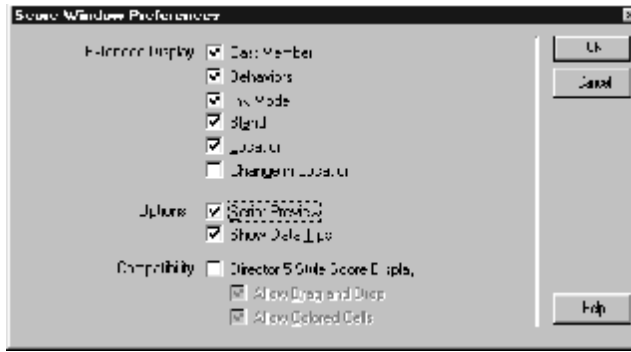 Score Window Preferences
Extended Display
Cast Member
Behaviors
Ink Mode
Blend
Location
Change in Location
Options
Script Preview
Show Data Tips
Compatibility
Director 5 Style Score Display
Allow Drag and Drop
Allow Colored Cells
OK
Cancel
Help